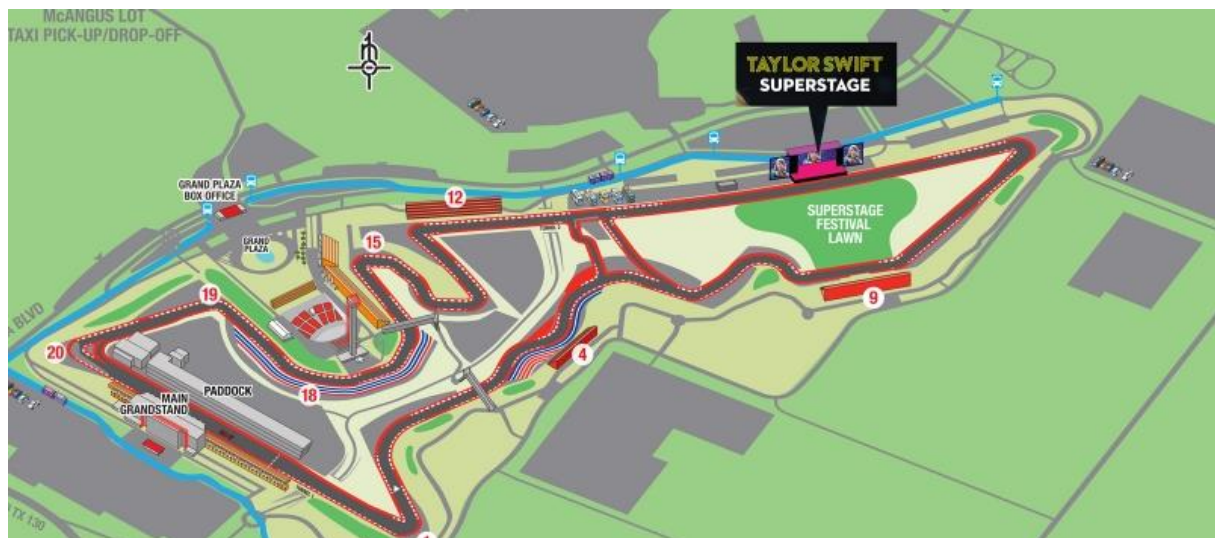 McANGUS LOT
TAXI PICK-UP/DROP-OFF
TAYLOR SWIFT
SUPERSTAGE
GRAND PLAZA
BOX OFFICE
12
GRAND
PLAZA
15
SUPERSTAGE
FESTIVAL
LAWN
19
9
BLVD
20
4
18
PADDOCK
MAIN
GRANDSTAND
TX 130